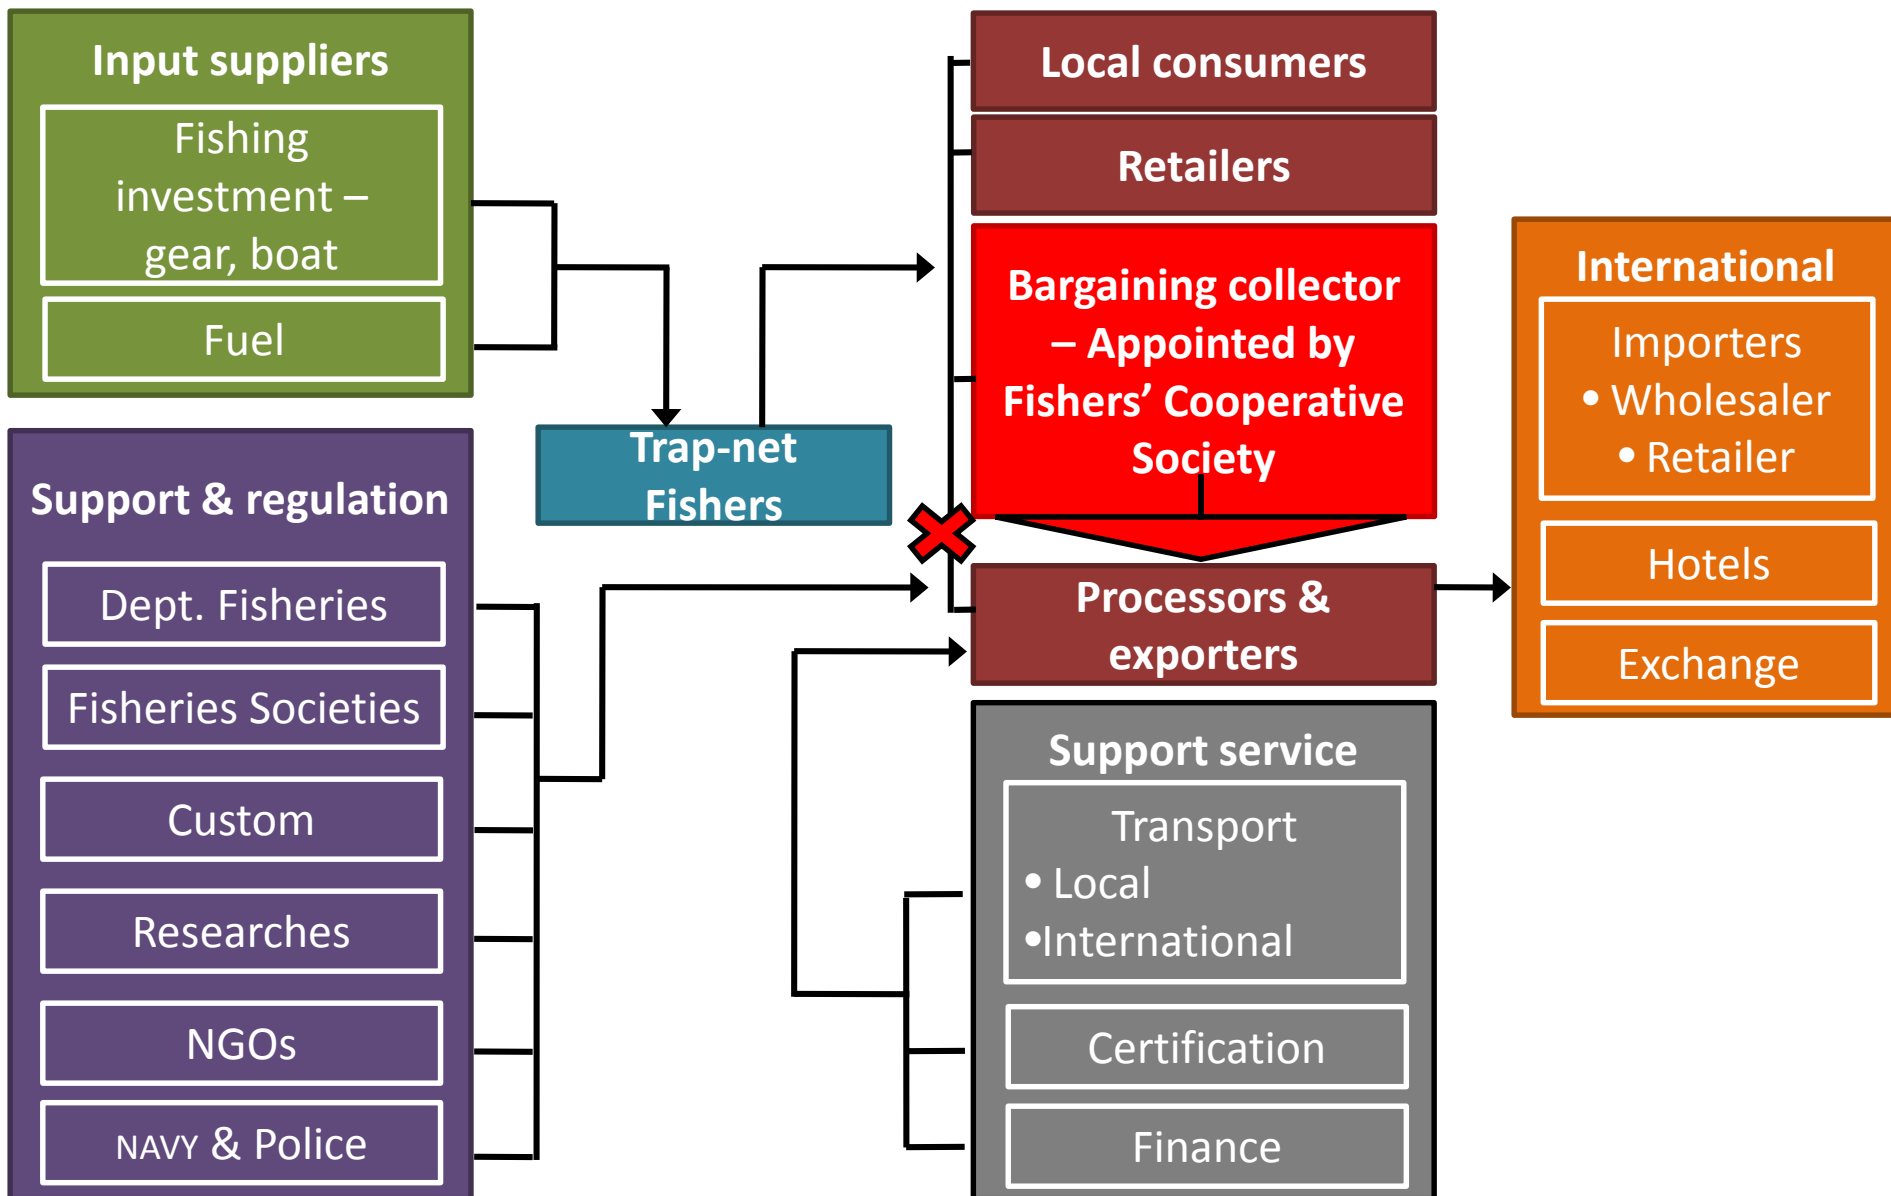 Input suppliers
Fishing
investment –
gear, boat
Fuel
Support & regulation
Dept. Fisheries
Fisheries Societies
Custom
Researches
NGOs
NAVY & Police
Trap-net
Fishers
Local consumers
Retailers
Bargaining collector
– Appointed by
Fishers’ Cooperative
Society
Processors &
exporters
Support service
Transport
• Local
•International
Certification
Finance
International
Importers
• Wholesaler
• Retailer
Hotels
Exchange